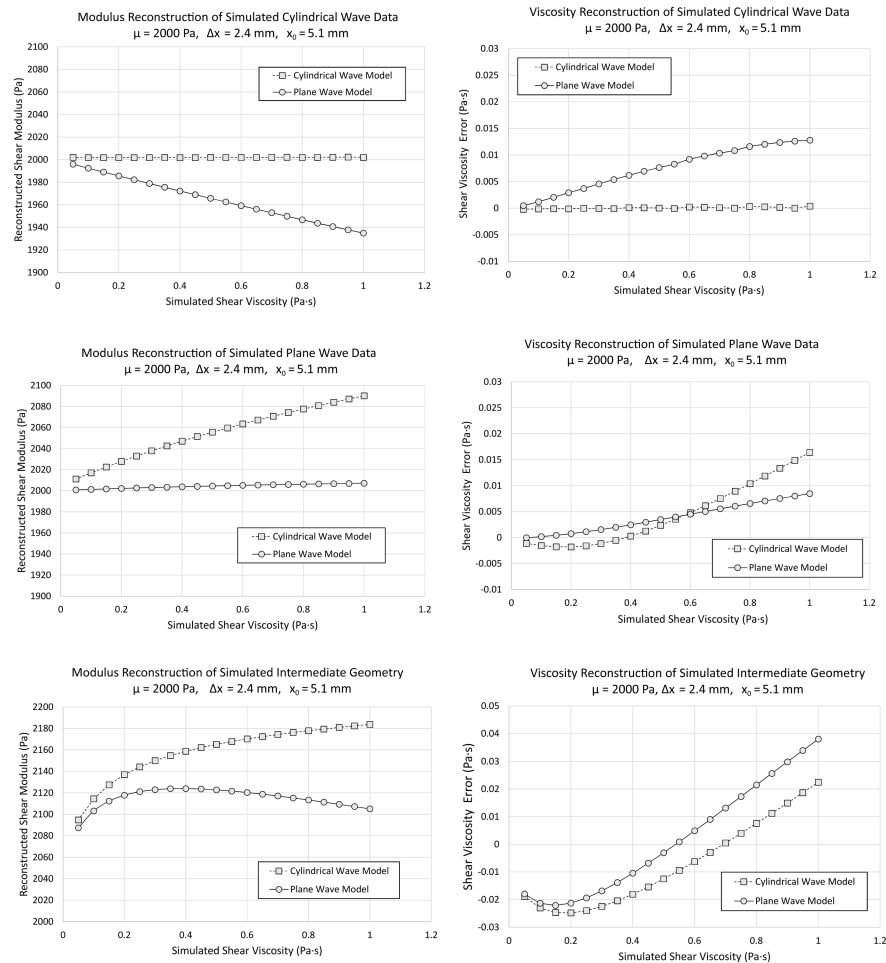 Modulus Reconstruction of Simulated Cylindrical Wave Data
μ = 2000 Pa, Δx = 2.4 mm, x₀ = 5.1 mm
Reconstructed Shear Modulus (Pa)
2100
2080
2060
2040
2020
2000
1980
1960
1940
1920
1900
Cylindrical Wave Model
Plane Wave Model
0 0.2 0.4 0.6 0.8 1 1.2
Simulated Shear Viscosity (Pa·s)
Viscosity Reconstruction of Simulated Cylindrical Wave Data
μ = 2000 Pa, Δx = 2.4 mm, x₀ = 5.1 mm
Shear Viscosity Error (Pa·s)
0.03
0.025
0.02
0.015
0.01
0.005
0
-0.005
-0.01
Cylindrical Wave Model
Plane Wave Model
0 0.2 0.4 0.6 0.8 1 1.2
Simulated Shear Viscosity (Pa·s)
Modulus Reconstruction of Simulated Plane Wave Data
μ = 2000 Pa, Δx = 2.4 mm, x₀ = 5.1 mm
Reconstructed Shear Modulus (Pa)
2100
2080
2060
2040
2020
2000
1980
1960
1940
1920
1900
Cylindrical Wave Model
Plane Wave Model
0 0.2 0.4 0.6 0.8 1 1.2
Simulated Shear Viscosity (Pa·s)
Viscosity Reconstruction of Simulated Plane Wave Data
μ = 2000 Pa, Δx = 2.4 mm, x₀ = 5.1 mm
Shear Viscosity Error (Pa·s)
0.03
0.025
0.02
0.015
0.01
0.005
0
-0.005
-0.01
Cylindrical Wave Model
Plane Wave Model
0 0.2 0.4 0.6 0.8 1 1.2
Simulated Shear Viscosity (Pa·s)
Modulus Reconstruction of Simulated Intermediate Geometry
μ = 2000 Pa, Δx = 2.4 mm, x₀ = 5.1 mm
Reconstructed Shear Modulus (Pa)
2200
2180
2160
2140
2120
2100
2080
2060
2040
2020
2000
Cylindrical Wave Model
Plane Wave Model
0 0.2 0.4 0.6 0.8 1 1.2
Simulated Shear Viscosity (Pa·s)
Viscosity Reconstruction of Simulated Intermediate Geometry
μ = 2000 Pa, Δx = 2.4 mm, x₀ = 5.1 mm
Shear Viscosity Error (Pa·s)
0.05
0.04
0.03
0.02
0.01
0
-0.01
-0.02
-0.03
Cylindrical Wave Model
Plane Wave Model
0 0.2 0.4 0.6 0.8 1 1.2
Simulated Shear Viscosity (Pa·s)